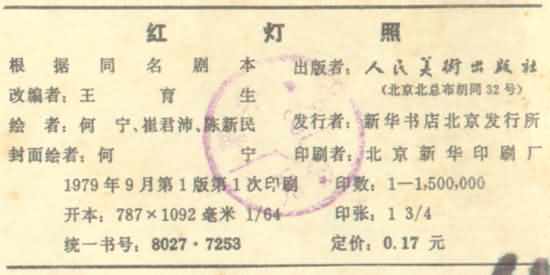 红 灯 照
根据同名剧本 出版者：人民美術出版社
改编者：王育生 （北京北总布胡同32号）
绘者：何 宁、崔君沛、陈新民 发行者：新华书店北京发行所
封面绘者：何 宁 印刷者：北京新华印刷厂
1979年9月第1版第1次印刷 印数：1—1,500,000
开本：787×1092毫米 1/64 印张：1 3/4
统一书号：8027·7253 定价：0.17元